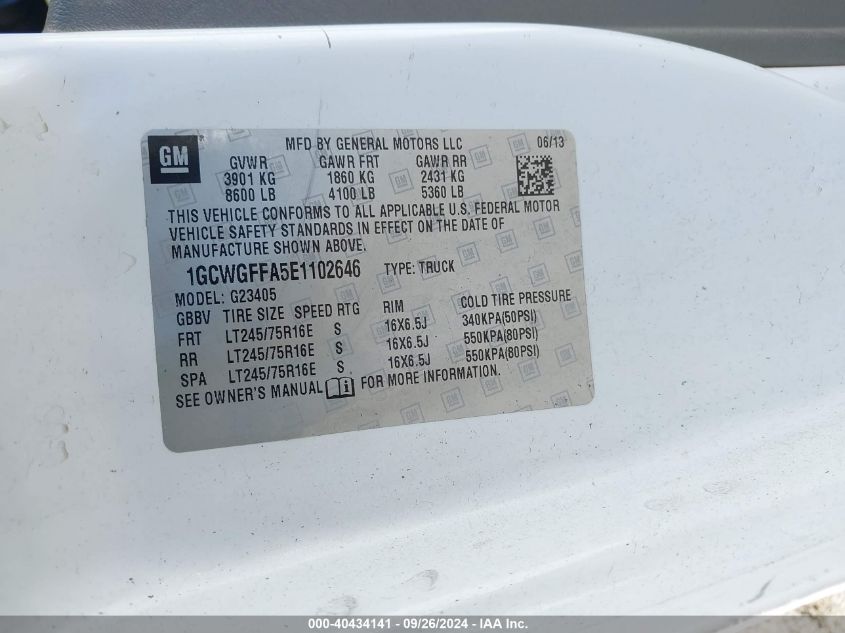 GM
MFD BY GENERAL MOTORS LLC 06/13
GVWR GAWR FRT GAWR RR
3901 KG 1860 KG 2431 KG
8600 LB 4100 LB 5360 LB
THIS VEHICLE CONFORMS TO ALL APPLICABLE U.S. FEDERAL MOTOR
VEHICLE SAFETY STANDARDS IN EFFECT ON THE DATE OF
MANUFACTURE SHOWN ABOVE.
1GCWGFFA5E1102646 TYPE: TRUCK
MODEL: G23405
GBBV TIRE SIZE SPEED RTG RIM COLD TIRE PRESSURE
FRT LT245/75R16E S 16X6.5J 340KPA(50PSI)
RR LT245/75R16E S 16X6.5J 550KPA(80PSI)
SPA LT245/75R16E S 16X6.5J 550KPA(80PSI)
SEE OWNER'S MANUAL i FOR MORE INFORMATION.
000-40434141 - 09/26/2024 - IAA Inc.